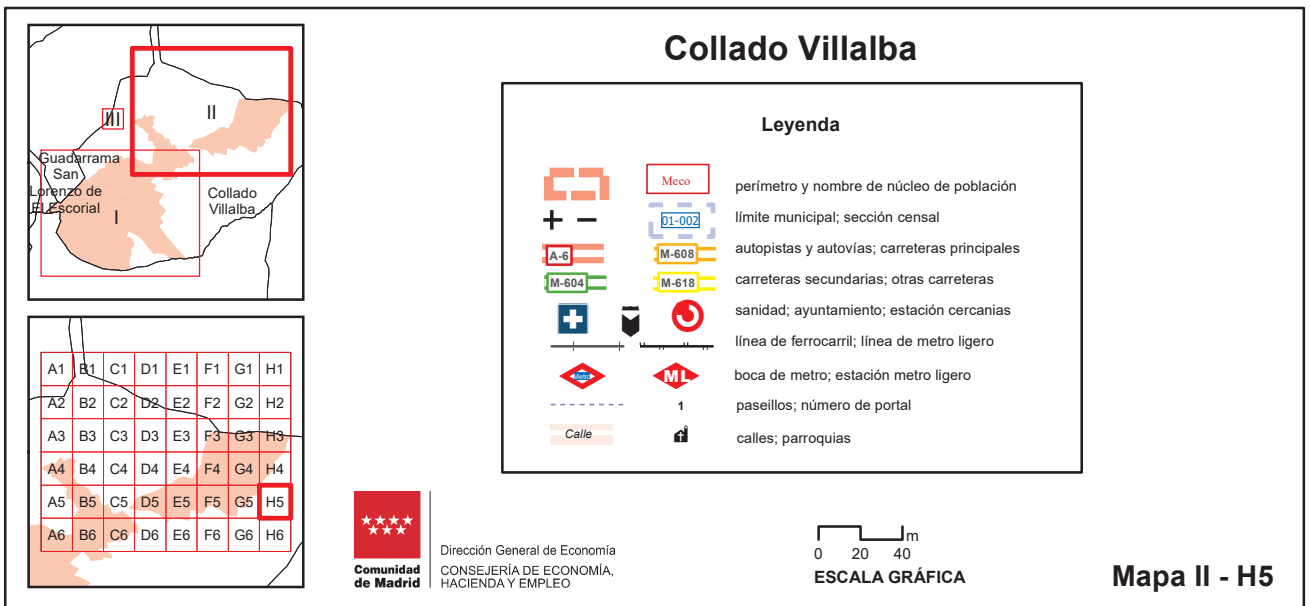 Collado Villalba
II
III
Guadarrama
San
Lorenzo de
El Escorial
I
Collado
Villalba
A1 B1 C1 D1 E1 F1 G1 H1
A2 B2 C2 D2 E2 F2 G2 H2
A3 B3 C3 D3 E3 F3 G3 H3
A4 B4 C4 D4 E4 F4 G4 H4
A5 B5 C5 D5 E5 F5 G5 H5
A6 B6 C6 D6 E6 F6 G6 H6
Leyenda
Meco perímetro y nombre de núcleo de población
01-002 límite municipal; sección censal
A-6 M-608 autopistas y autovías; carreteras principales
M-604 M-618 carreteras secundarias; otras carreteras
sanidad; ayuntamiento; estación cercanias
línea de ferrocarril; línea de metro ligero
Metro ML boca de metro; estación metro ligero
1 paseillos; número de portal
Calle calles; parroquias
Comunidad
de Madrid
Dirección General de Economía
CONSEJERÍA DE ECONOMÍA,
HACIENDA Y EMPLEO
m
0 20 40
ESCALA GRÁFICA
Mapa II - H5